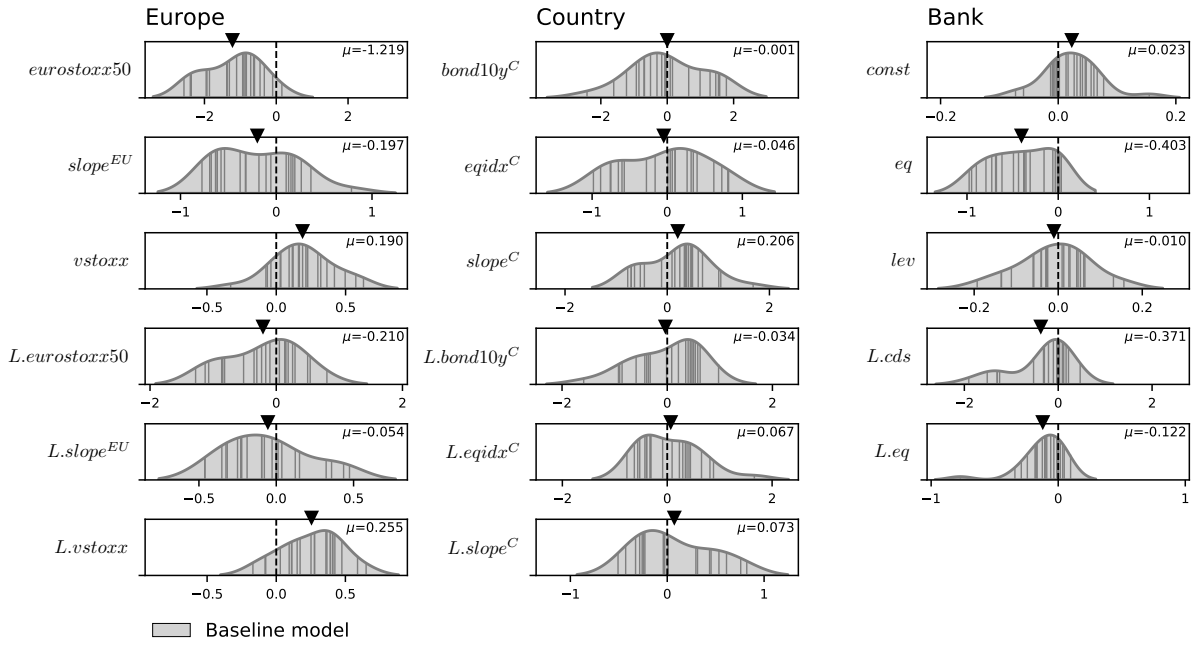 Europe
eurostoxx50
μ=-1.219
−2 0 2
slope^EU
μ=-0.197
−1 0 1
vstoxx
μ=0.190
−0.5 0.0 0.5
L.eurostoxx50
μ=-0.210
−2 0 2
L.slope^EU
μ=-0.054
−0.5 0.0 0.5
L.vstoxx
μ=0.255
−0.5 0.0 0.5
Country
bond10y^C
μ=-0.001
−2 0 2
eqidx^C
μ=-0.046
−1 0 1
slope^C
μ=0.206
−2 0 2
L.bond10y^C
μ=-0.034
−2 0 2
L.eqidx^C
μ=0.067
−2 0 2
L.slope^C
μ=0.073
−1 0 1
Bank
const
μ=0.023
−0.2 0.0 0.2
eq
μ=-0.403
−1 0 1
lev
μ=-0.010
−0.2 0.0 0.2
L.cds
μ=-0.371
−2 0 2
L.eq
μ=-0.122
−1 0 1
Baseline model